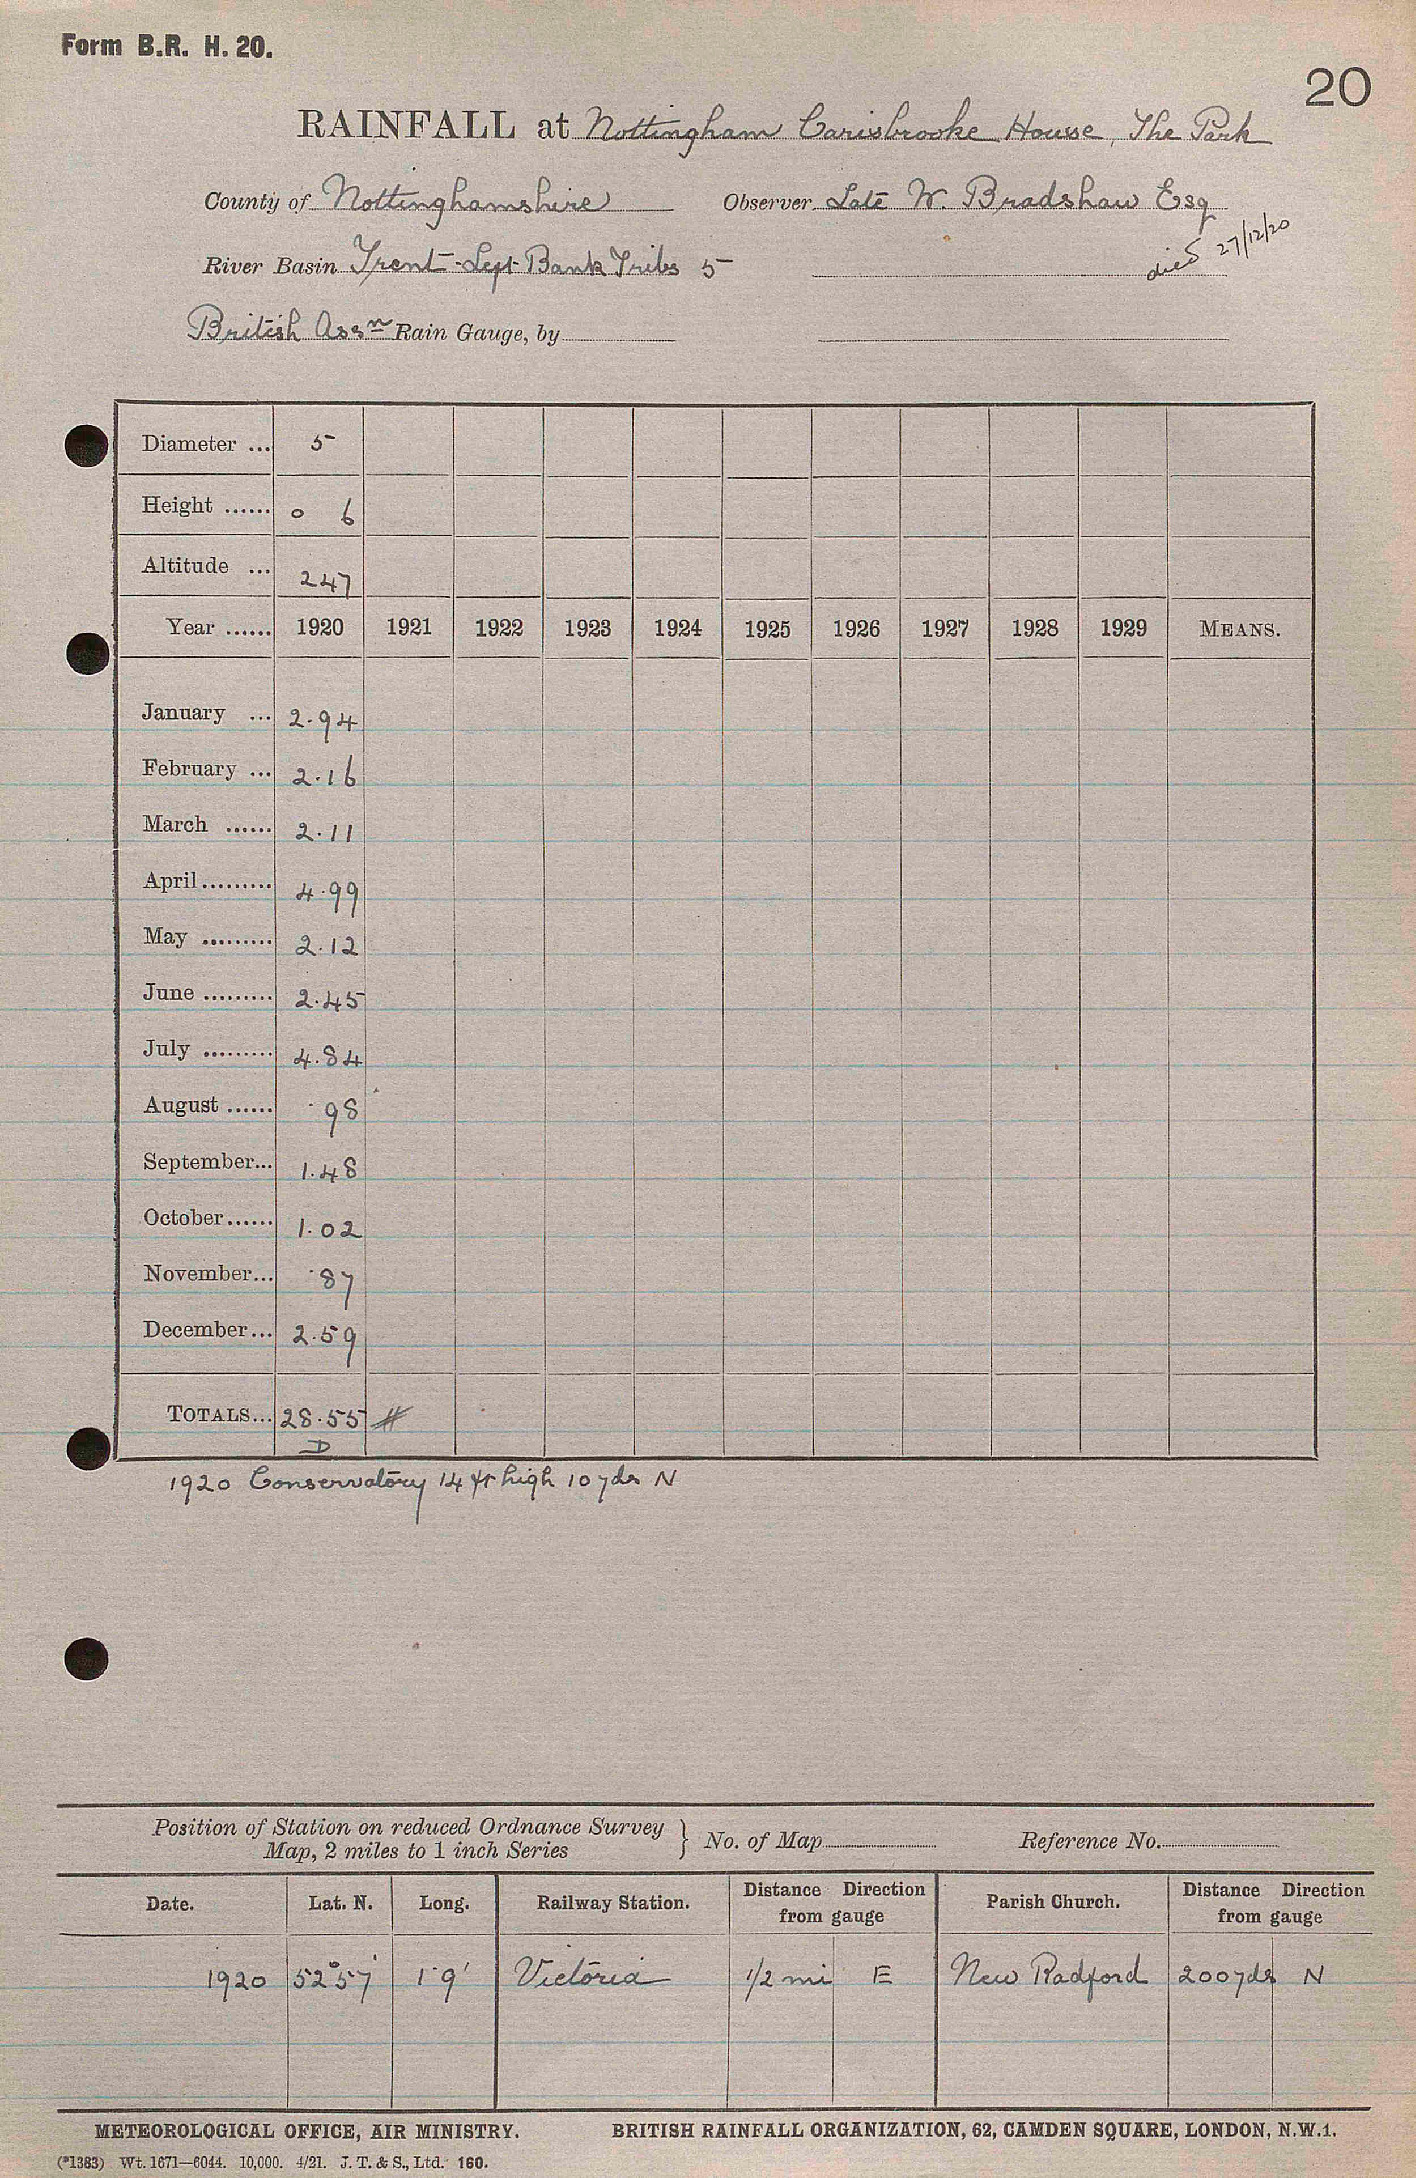 Form B.R. H. 20.
20
RAINFALL at Nottingham Carisbrooke House, The Park
County of Nottinghamshire Observer Late W. Bradshaw Esq
died 27/12/20
River Basin Trent-Left Bank Tribs 5
British Assn Rain Gauge, by
Diameter ... 5
Height ...... 0 6
Altitude ... 247
Year ...... 1920 1921 1922 1923 1924 1925 1926 1927 1928 1929 MEANS.
January ... 2.94
February ... 2.16
March ...... 2.11
April ......... 4.99
May ......... 2.12
June ......... 2.45
July ......... 4.84
August ...... .98
September... 1.48
October ...... 1.02
November... .87
December... 2.59
TOTALS... 28.55 #
D
1920 Conservatory 14 ft high 10 yds N
Position of Station on reduced Ordnance Survey
Map, 2 miles to 1 inch Series } No. of Map Reference No.
Date. Lat. N. Long. Railway Station. Distance Direction from gauge Parish Church. Distance Direction from gauge
1920 52°57' 1°9' Victoria 1/2 mi E New Radford 200 yds N
METEOROLOGICAL OFFICE, AIR MINISTRY. BRITISH RAINFALL ORGANIZATION, 62, CAMDEN SQUARE, LONDON, N.W.1.
(*1383) Wt. 1671—6044. 10,000. 4/21. J. T. & S., Ltd. 160.